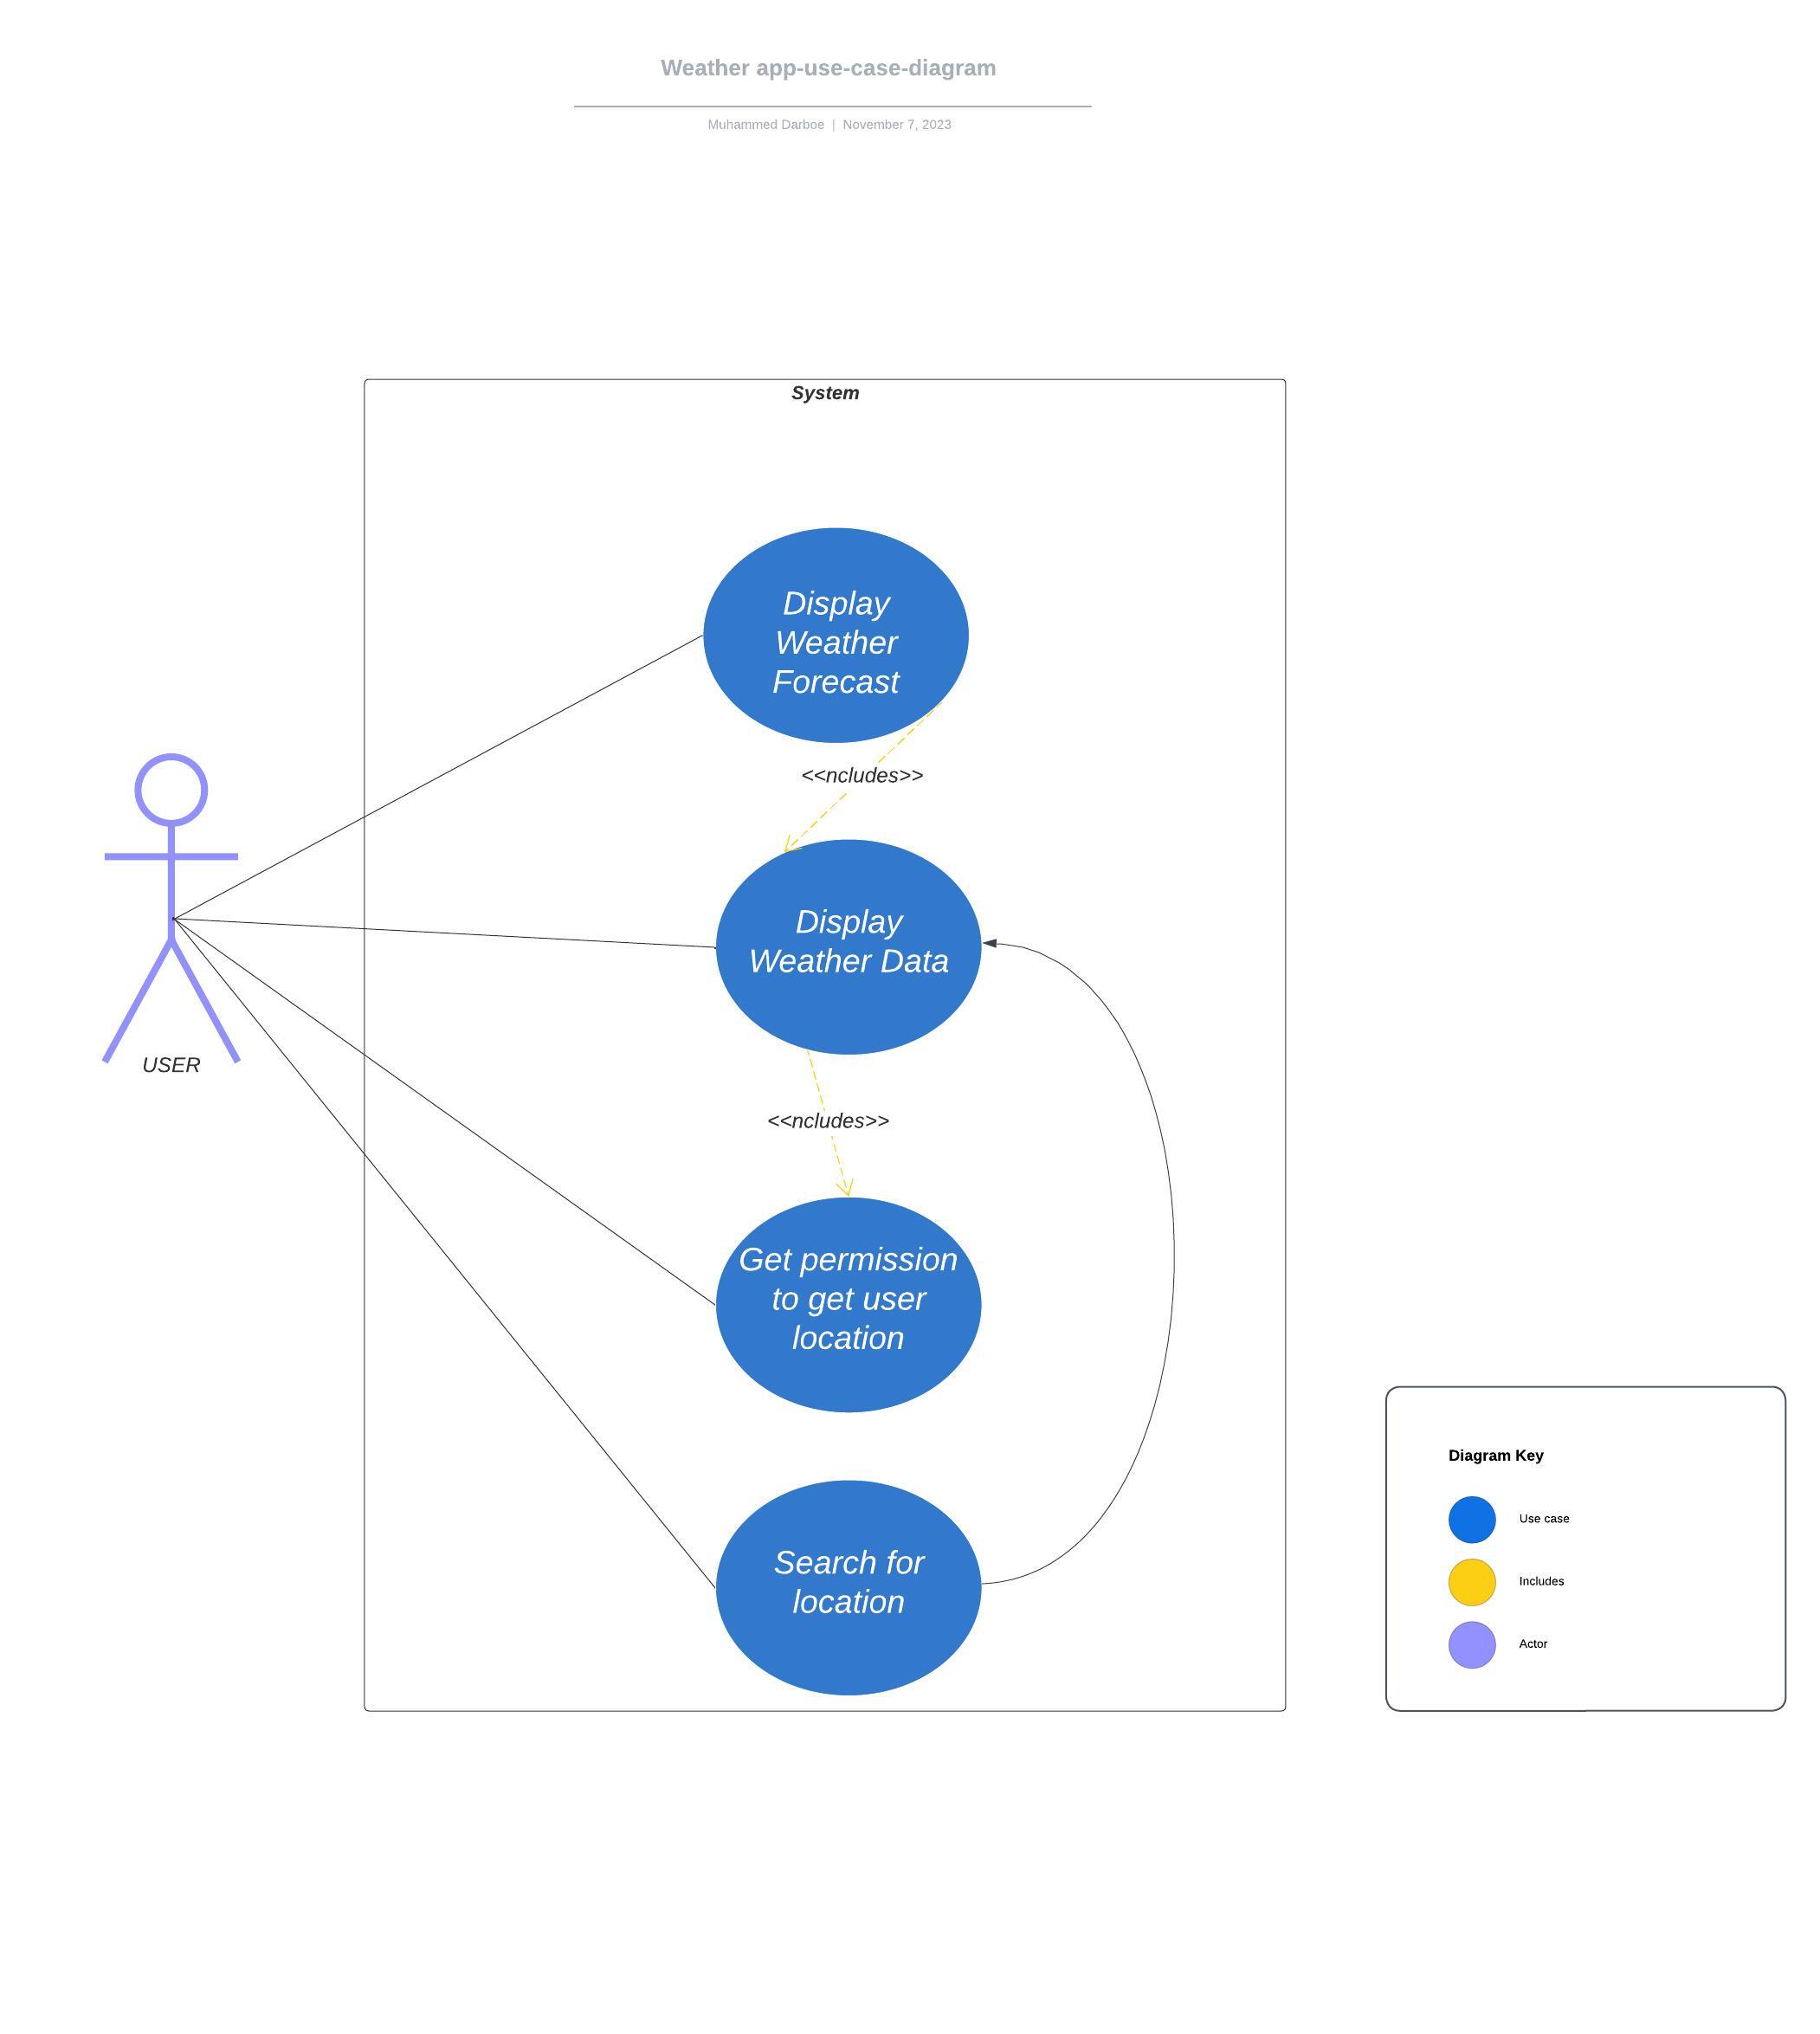 Weather app-use-case-diagram
Muhammed Darboe | November 7, 2023
System
Display
Weather
Forecast
<<ncludes>>
Display
Weather Data
USER
<<ncludes>>
Get permission
to get user
location
Search for
location
Diagram Key
Use case
Includes
Actor